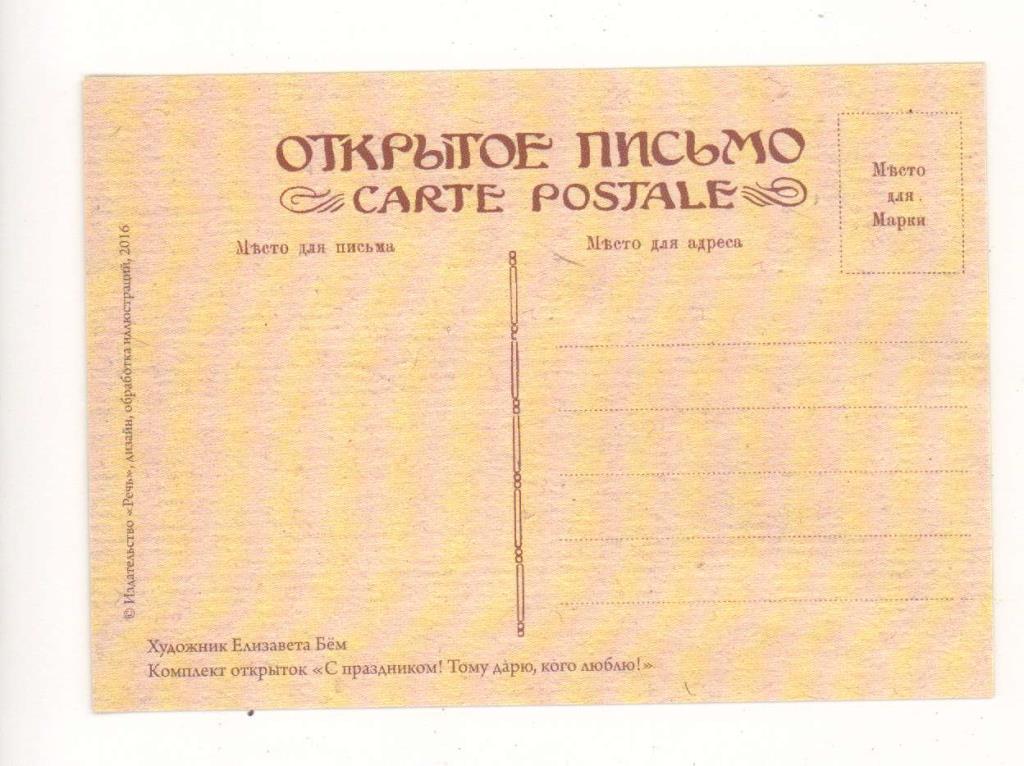 ОТКРЫТОЕ ПИСЬМО
CARTE POSTALE
Мѣсто
для
Марки
Мѣсто для письма
Мѣсто для адреса
© Издательство «Речь», дизайн, обработка иллюстраций, 2016
Художник Елизавета Бём
Комплект открыток «С праздником! Тому дарю, кого люблю!»